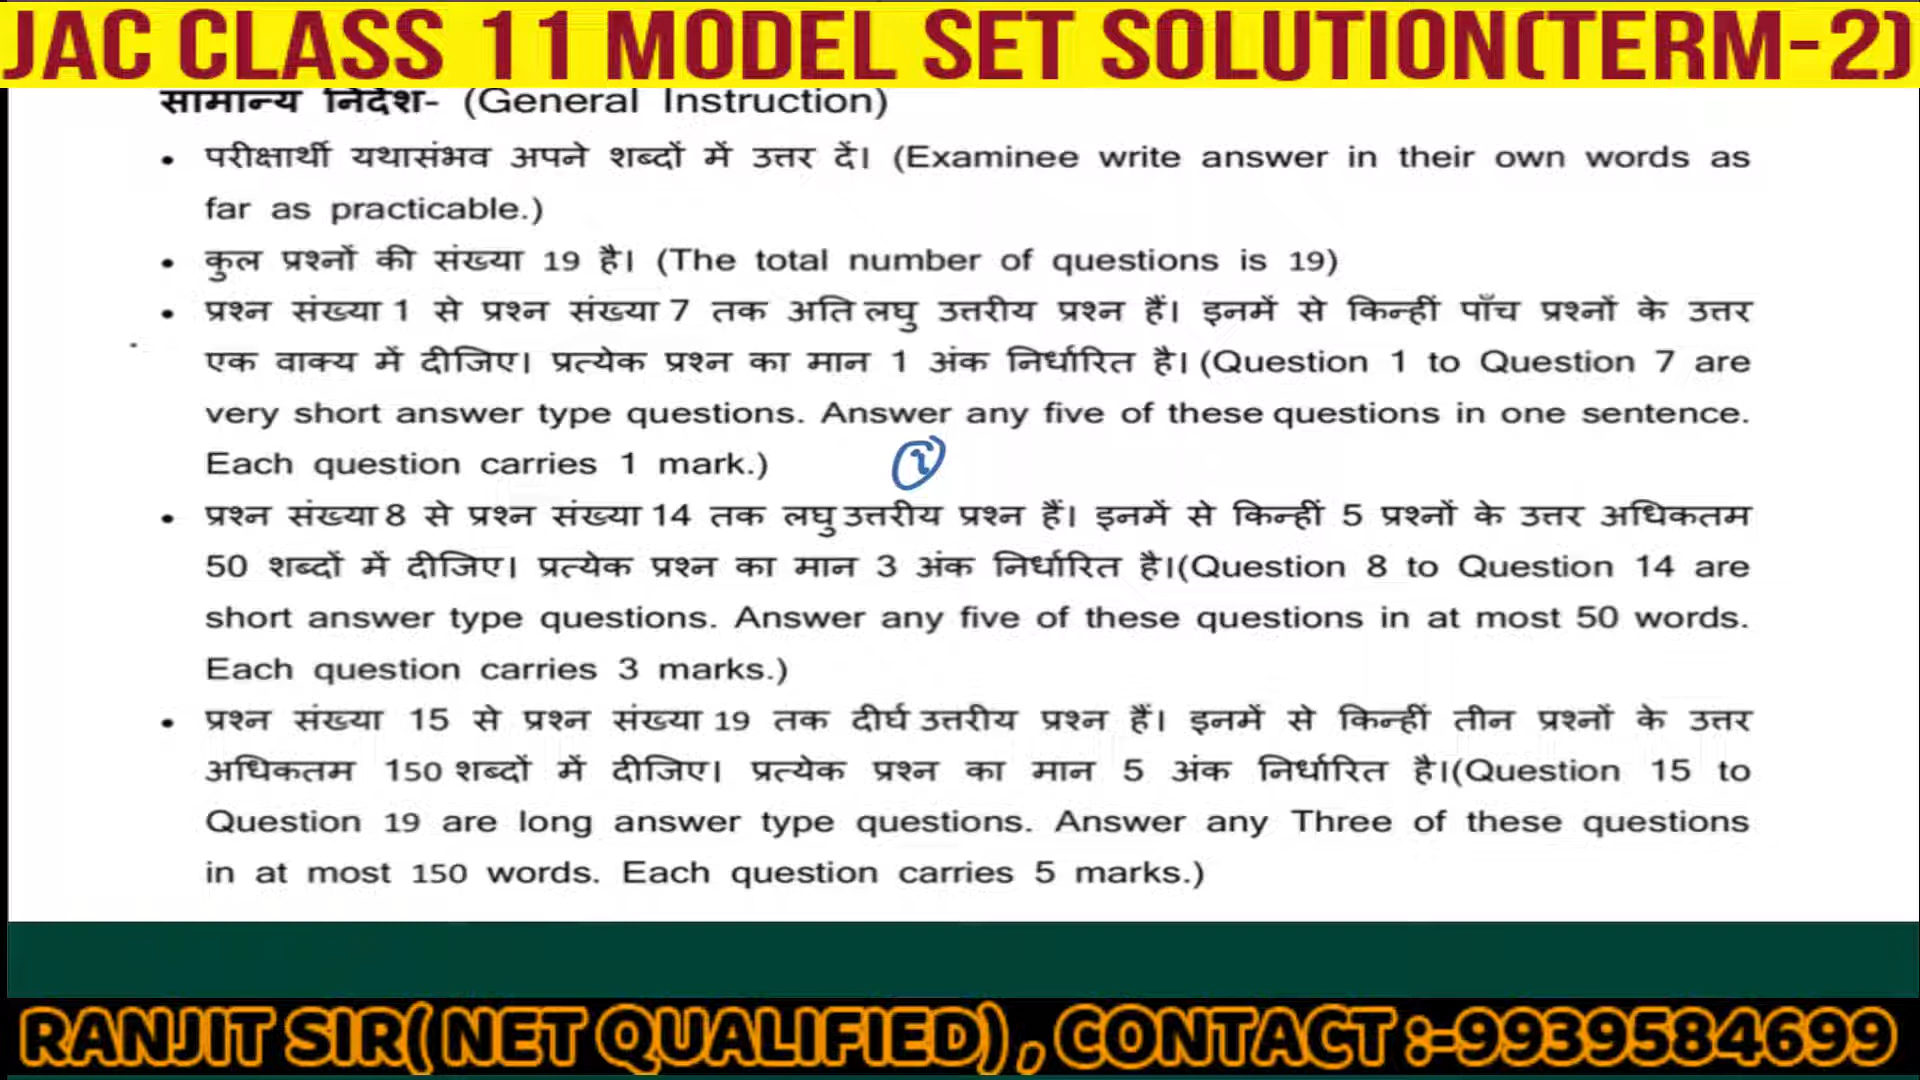 JAC CLASS 11 MODEL SET SOLUTION(TERM-2)
सामान्य निर्देश- (General Instruction)
• परीक्षार्थी यथासंभव अपने शब्दों में उत्तर दें। (Examinee write answer in their own words as
far as practicable.)
• कुल प्रश्नों की संख्या 19 है। (The total number of questions is 19)
• प्रश्न संख्या 1 से प्रश्न संख्या 7 तक अति लघु उत्तरीय प्रश्न हैं। इनमें से किन्हीं पाँच प्रश्नों के उत्तर
एक वाक्य में दीजिए। प्रत्येक प्रश्न का मान 1 अंक निर्धारित है। (Question 1 to Question 7 are
very short answer type questions. Answer any five of these questions in one sentence.
Each question carries 1 mark.)
• प्रश्न संख्या 8 से प्रश्न संख्या 14 तक लघु उत्तरीय प्रश्न हैं। इनमें से किन्हीं 5 प्रश्नों के उत्तर अधिकतम
50 शब्दों में दीजिए। प्रत्येक प्रश्न का मान 3 अंक निर्धारित है।(Question 8 to Question 14 are
short answer type questions. Answer any five of these questions in at most 50 words.
Each question carries 3 marks.)
• प्रश्न संख्या 15 से प्रश्न संख्या 19 तक दीर्घ उत्तरीय प्रश्न हैं। इनमें से किन्हीं तीन प्रश्नों के उत्तर
अधिकतम 150 शब्दों में दीजिए। प्रत्येक प्रश्न का मान 5 अंक निर्धारित है।(Question 15 to
Question 19 are long answer type questions. Answer any Three of these questions
in at most 150 words. Each question carries 5 marks.)
RANJIT SIR( NET QUALIFIED) , CONTACT :-9939584699